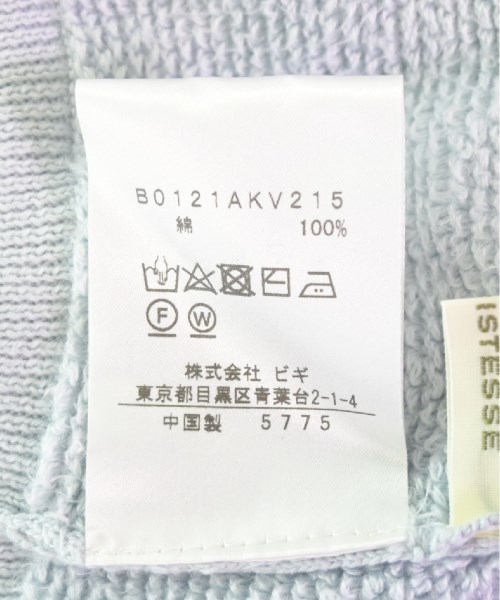 B0121AKV215
綿 100%
F
W
株式会社 ビギ
東京都目黒区青葉台2-1-4
中国製 5775
ISTESSE